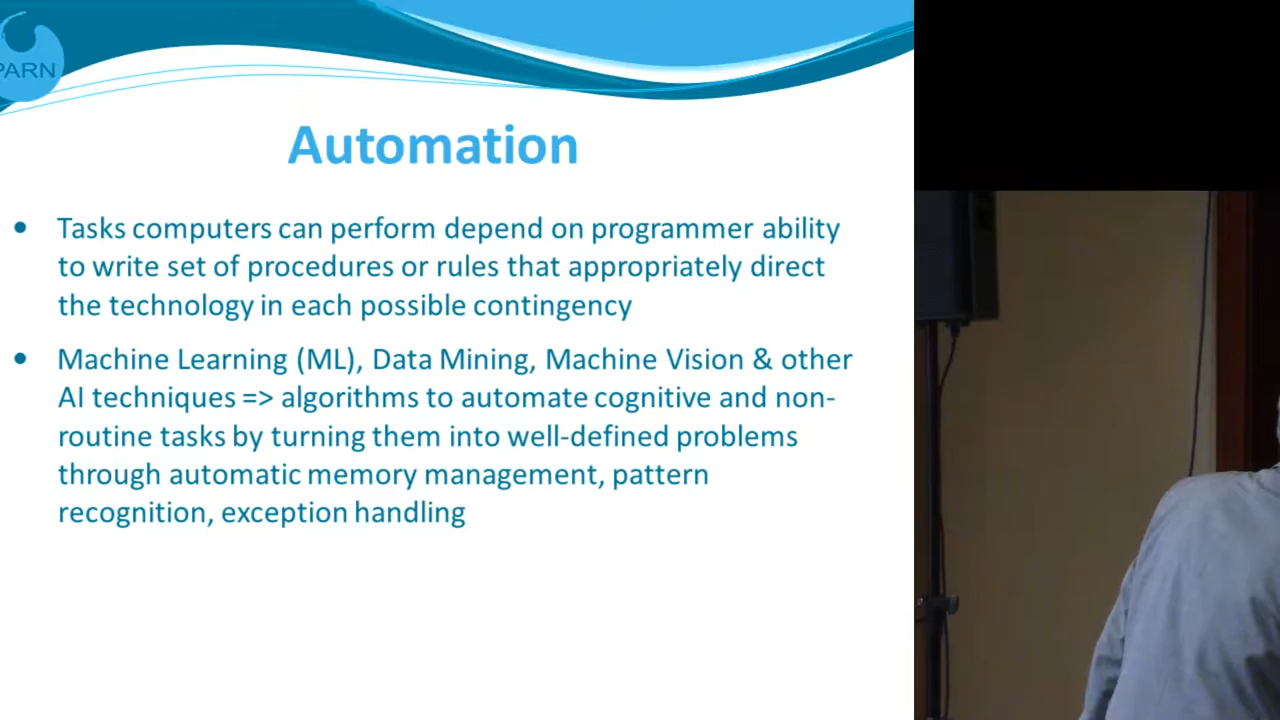 PARN
Automation
• Tasks computers can perform depend on programmer ability
to write set of procedures or rules that appropriately direct
the technology in each possible contingency
• Machine Learning (ML), Data Mining, Machine Vision & other
AI techniques => algorithms to automate cognitive and non-
routine tasks by turning them into well-defined problems
through automatic memory management, pattern
recognition, exception handling